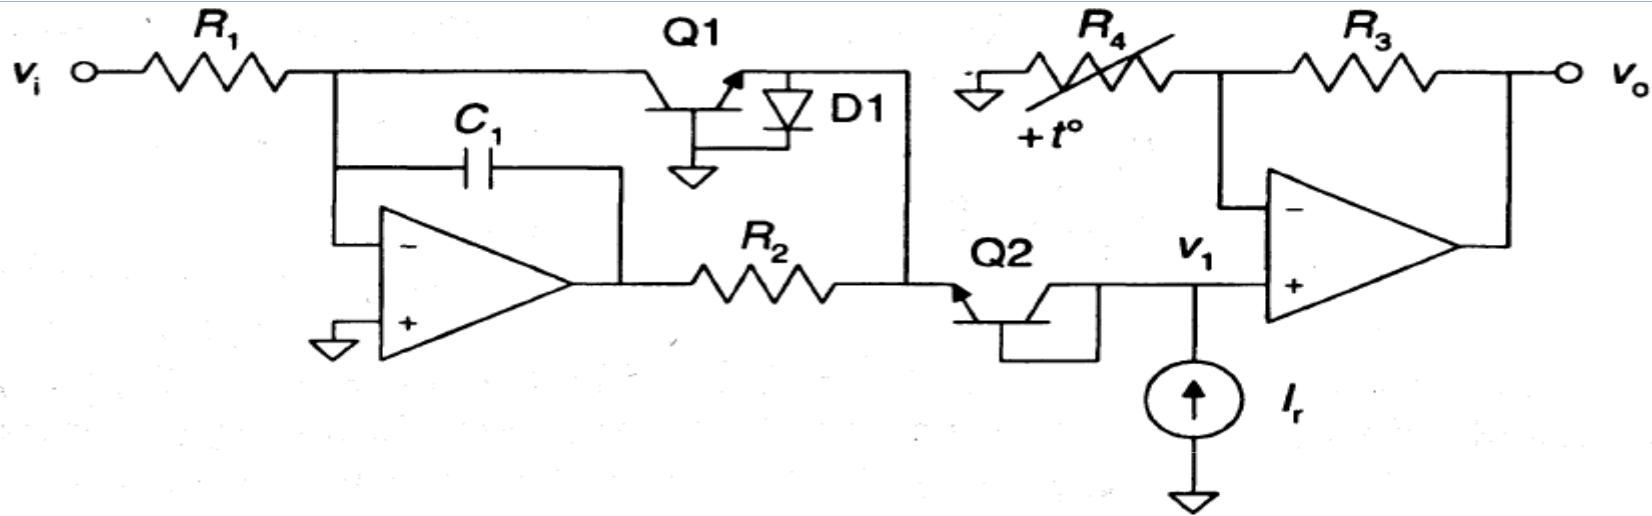 R₁
Q1
R₄
R₃
vᵢ
D1
vₒ
C₁
+t°
−
R₂
Q2
v₁
−
+
+
Iᵣ